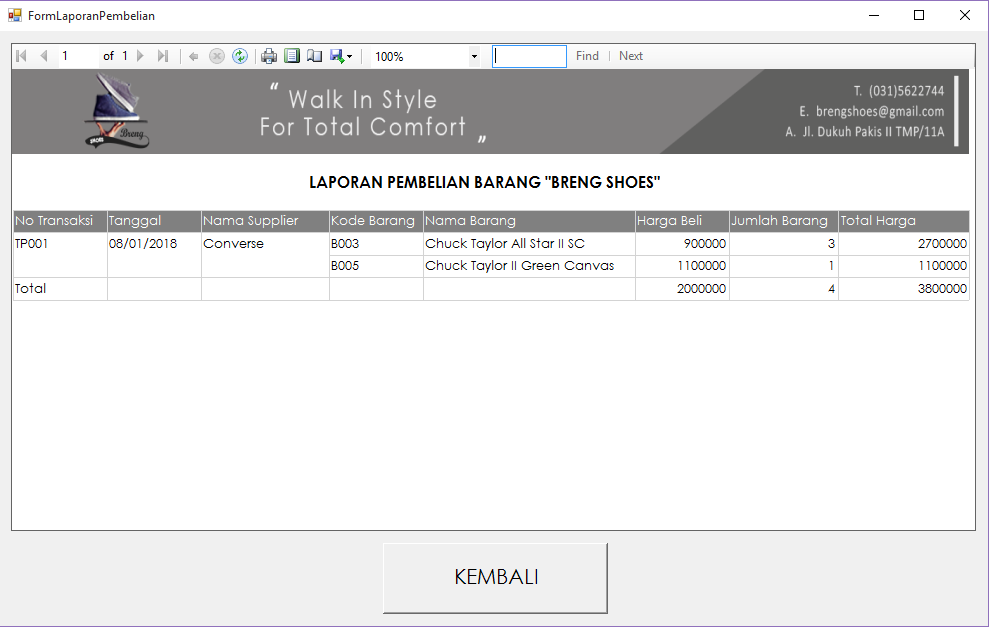 FormLaporanPembelian
1 of 1 100% Find | Next
“ Walk In Style
For Total Comfort „
T. (031)5622744
E. brengshoes@gmail.com
A. Jl. Dukuh Pakis II TMP/11A
SHOES Breng
LAPORAN PEMBELIAN BARANG "BRENG SHOES"
No Transaksi Tanggal Nama Supplier Kode Barang Nama Barang Harga Beli Jumlah Barang Total Harga
TP001 08/01/2018 Converse B003 Chuck Taylor All Star II SC 900000 3 2700000
B005 Chuck Taylor II Green Canvas 1100000 1 1100000
Total 2000000 4 3800000
KEMBALI